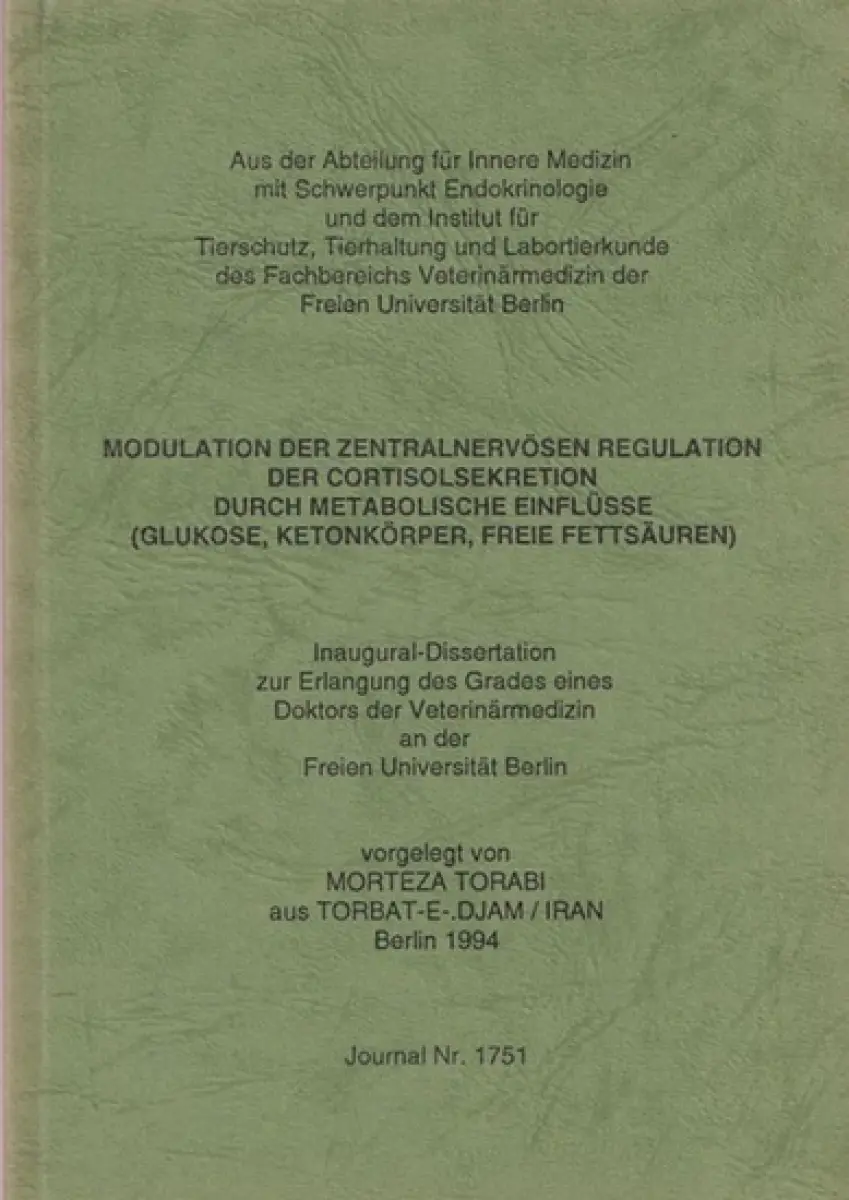 Aus der Abteilung für Innere Medizin
mit Schwerpunkt Endokrinologie
und dem Institut für
Tierschutz, Tierhaltung und Labortierkunde
des Fachbereichs Veterinärmedizin der
Freien Universität Berlin
MODULATION DER ZENTRALNERVÖSEN REGULATION
DER CORTISOLSEKRETION
DURCH METABOLISCHE EINFLÜSSE
(GLUKOSE, KETONKÖRPER, FREIE FETTSÄUREN)
Inaugural-Dissertation
zur Erlangung des Grades eines
Doktors der Veterinärmedizin
an der
Freien Universität Berlin
vorgelegt von
MORTEZA TORABI
aus TORBAT-E-.DJAM / IRAN
Berlin 1994
Journal Nr. 1751